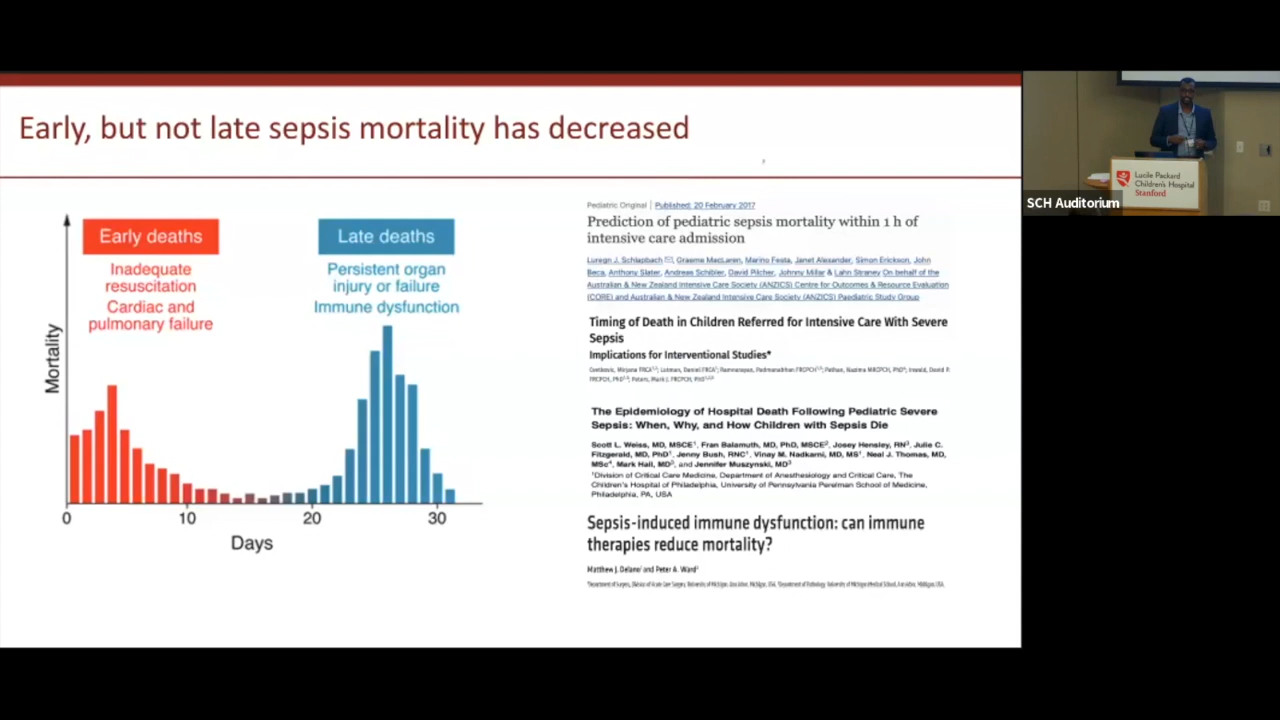 Early, but not late sepsis mortality has decreased
Early deaths
Inadequate
resuscitation
Cardiac and
pulmonary failure
Late deaths
Persistent organ
injury or failure
Immune dysfunction
Mortality
0
10
20
30
Days
Pediatric Original | Published: 20 February 2017
Prediction of pediatric sepsis mortality within 1 h of
intensive care admission
Luregn J. Schlapbach, Graeme MacLaren, Marino Festa, Janet Alexander, Simon Erickson, John
Beca, Anthony Slater, Andreas Schibler, David Pilcher, Johnny Millar & Lahn Straney On behalf of the
Australian & New Zealand Intensive Care Society (ANZICS) Centre for Outcomes & Resource Evaluation
(CORE) and Australian & New Zealand Intensive Care Society (ANZICS) Paediatric Study Group
Timing of Death in Children Referred for Intensive Care With Severe
Sepsis
Implications for Interventional Studies*
The Epidemiology of Hospital Death Following Pediatric Severe
Sepsis: When, Why, and How Children with Sepsis Die
Scott L. Weiss, MD, MSCE1, Fran Balamuth, MD, PhD, MSCE2, Josey Hensley, RN3, Julie C.
Fitzgerald, MD, PhD1, Jenny Bush, RNC1, Vinay M. Nadkarni, MD, MS1, Neal J. Thomas, MD,
MSc4, Mark Hall, MD3, and Jennifer Muszynski, MD3
1Division of Critical Care Medicine, Department of Anesthesiology and Critical Care, The
Children's Hospital of Philadelphia, University of Pennsylvania Perelman School of Medicine,
Philadelphia, PA, USA
Sepsis-induced immune dysfunction: can immune
therapies reduce mortality?
Matthew J. Delano1 and Peter A. Ward2
Lucile Packard
Children's Hospital
Stanford
SCH Auditorium